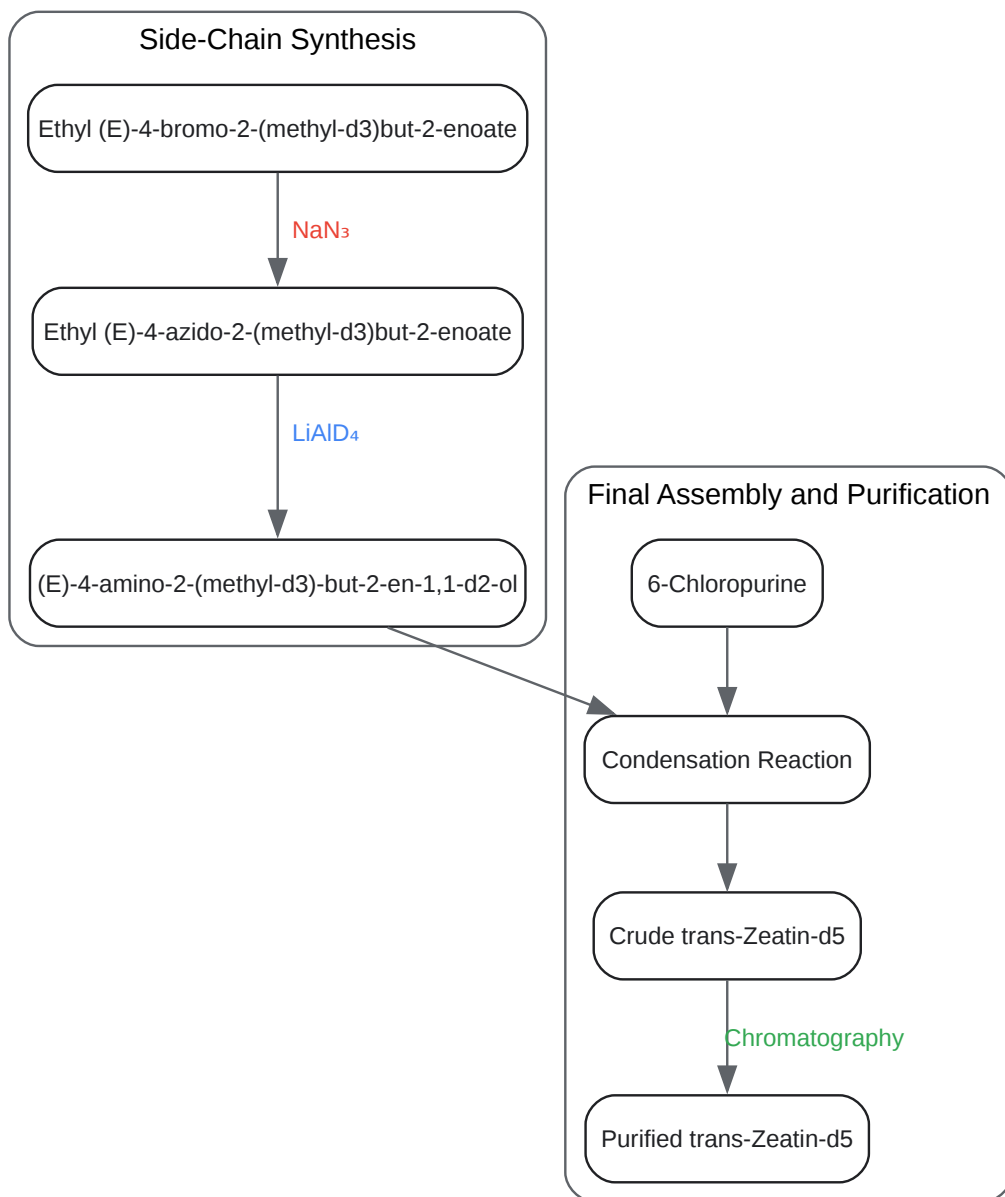 Side-Chain Synthesis
Ethyl (E)-4-bromo-2-(methyl-d3)but-2-enoate
NaN₃
Ethyl (E)-4-azido-2-(methyl-d3)but-2-enoate
LiAlD₄
(E)-4-amino-2-(methyl-d3)-but-2-en-1,1-d2-ol
Final Assembly and Purification
6-Chloropurine
Condensation Reaction
Crude trans-Zeatin-d5
Chromatography
Purified trans-Zeatin-d5